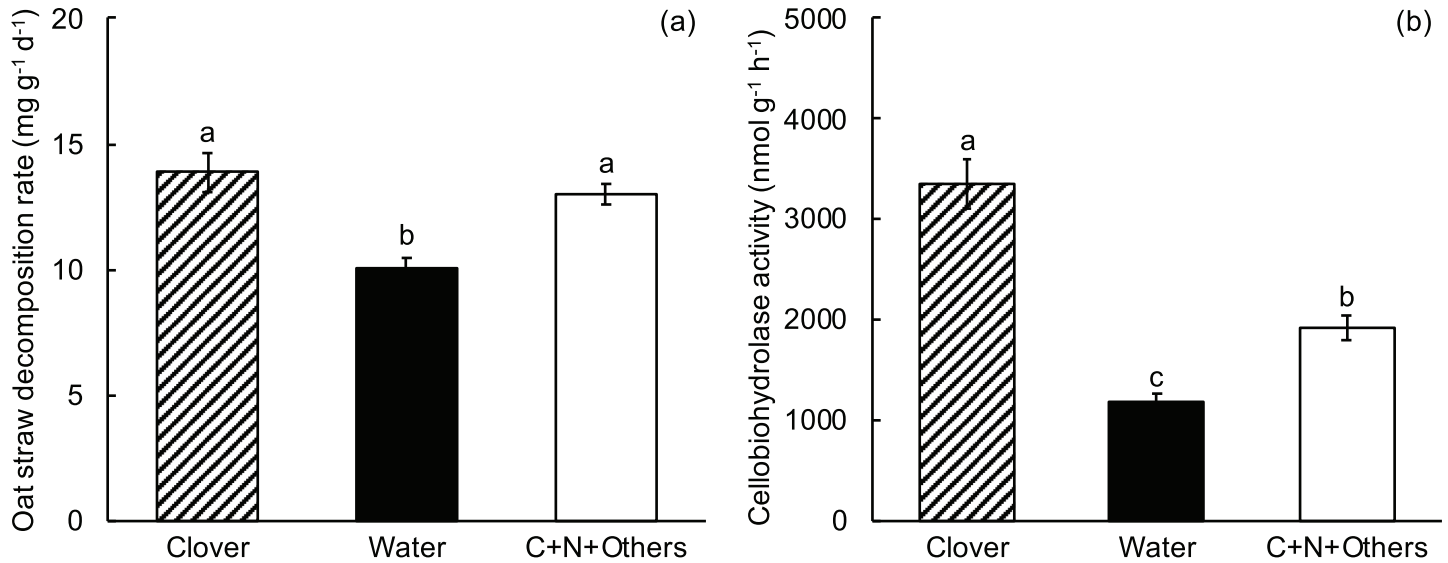 (a)
Oat straw decomposition rate (mg g⁻¹ d⁻¹)
20
15
10
5
0
a
b
a
Clover
Water
C+N+Others
(b)
Cellobiohydrolase activity (nmol g⁻¹ h⁻¹)
5000
4000
3000
2000
1000
0
a
c
b
Clover
Water
C+N+Others